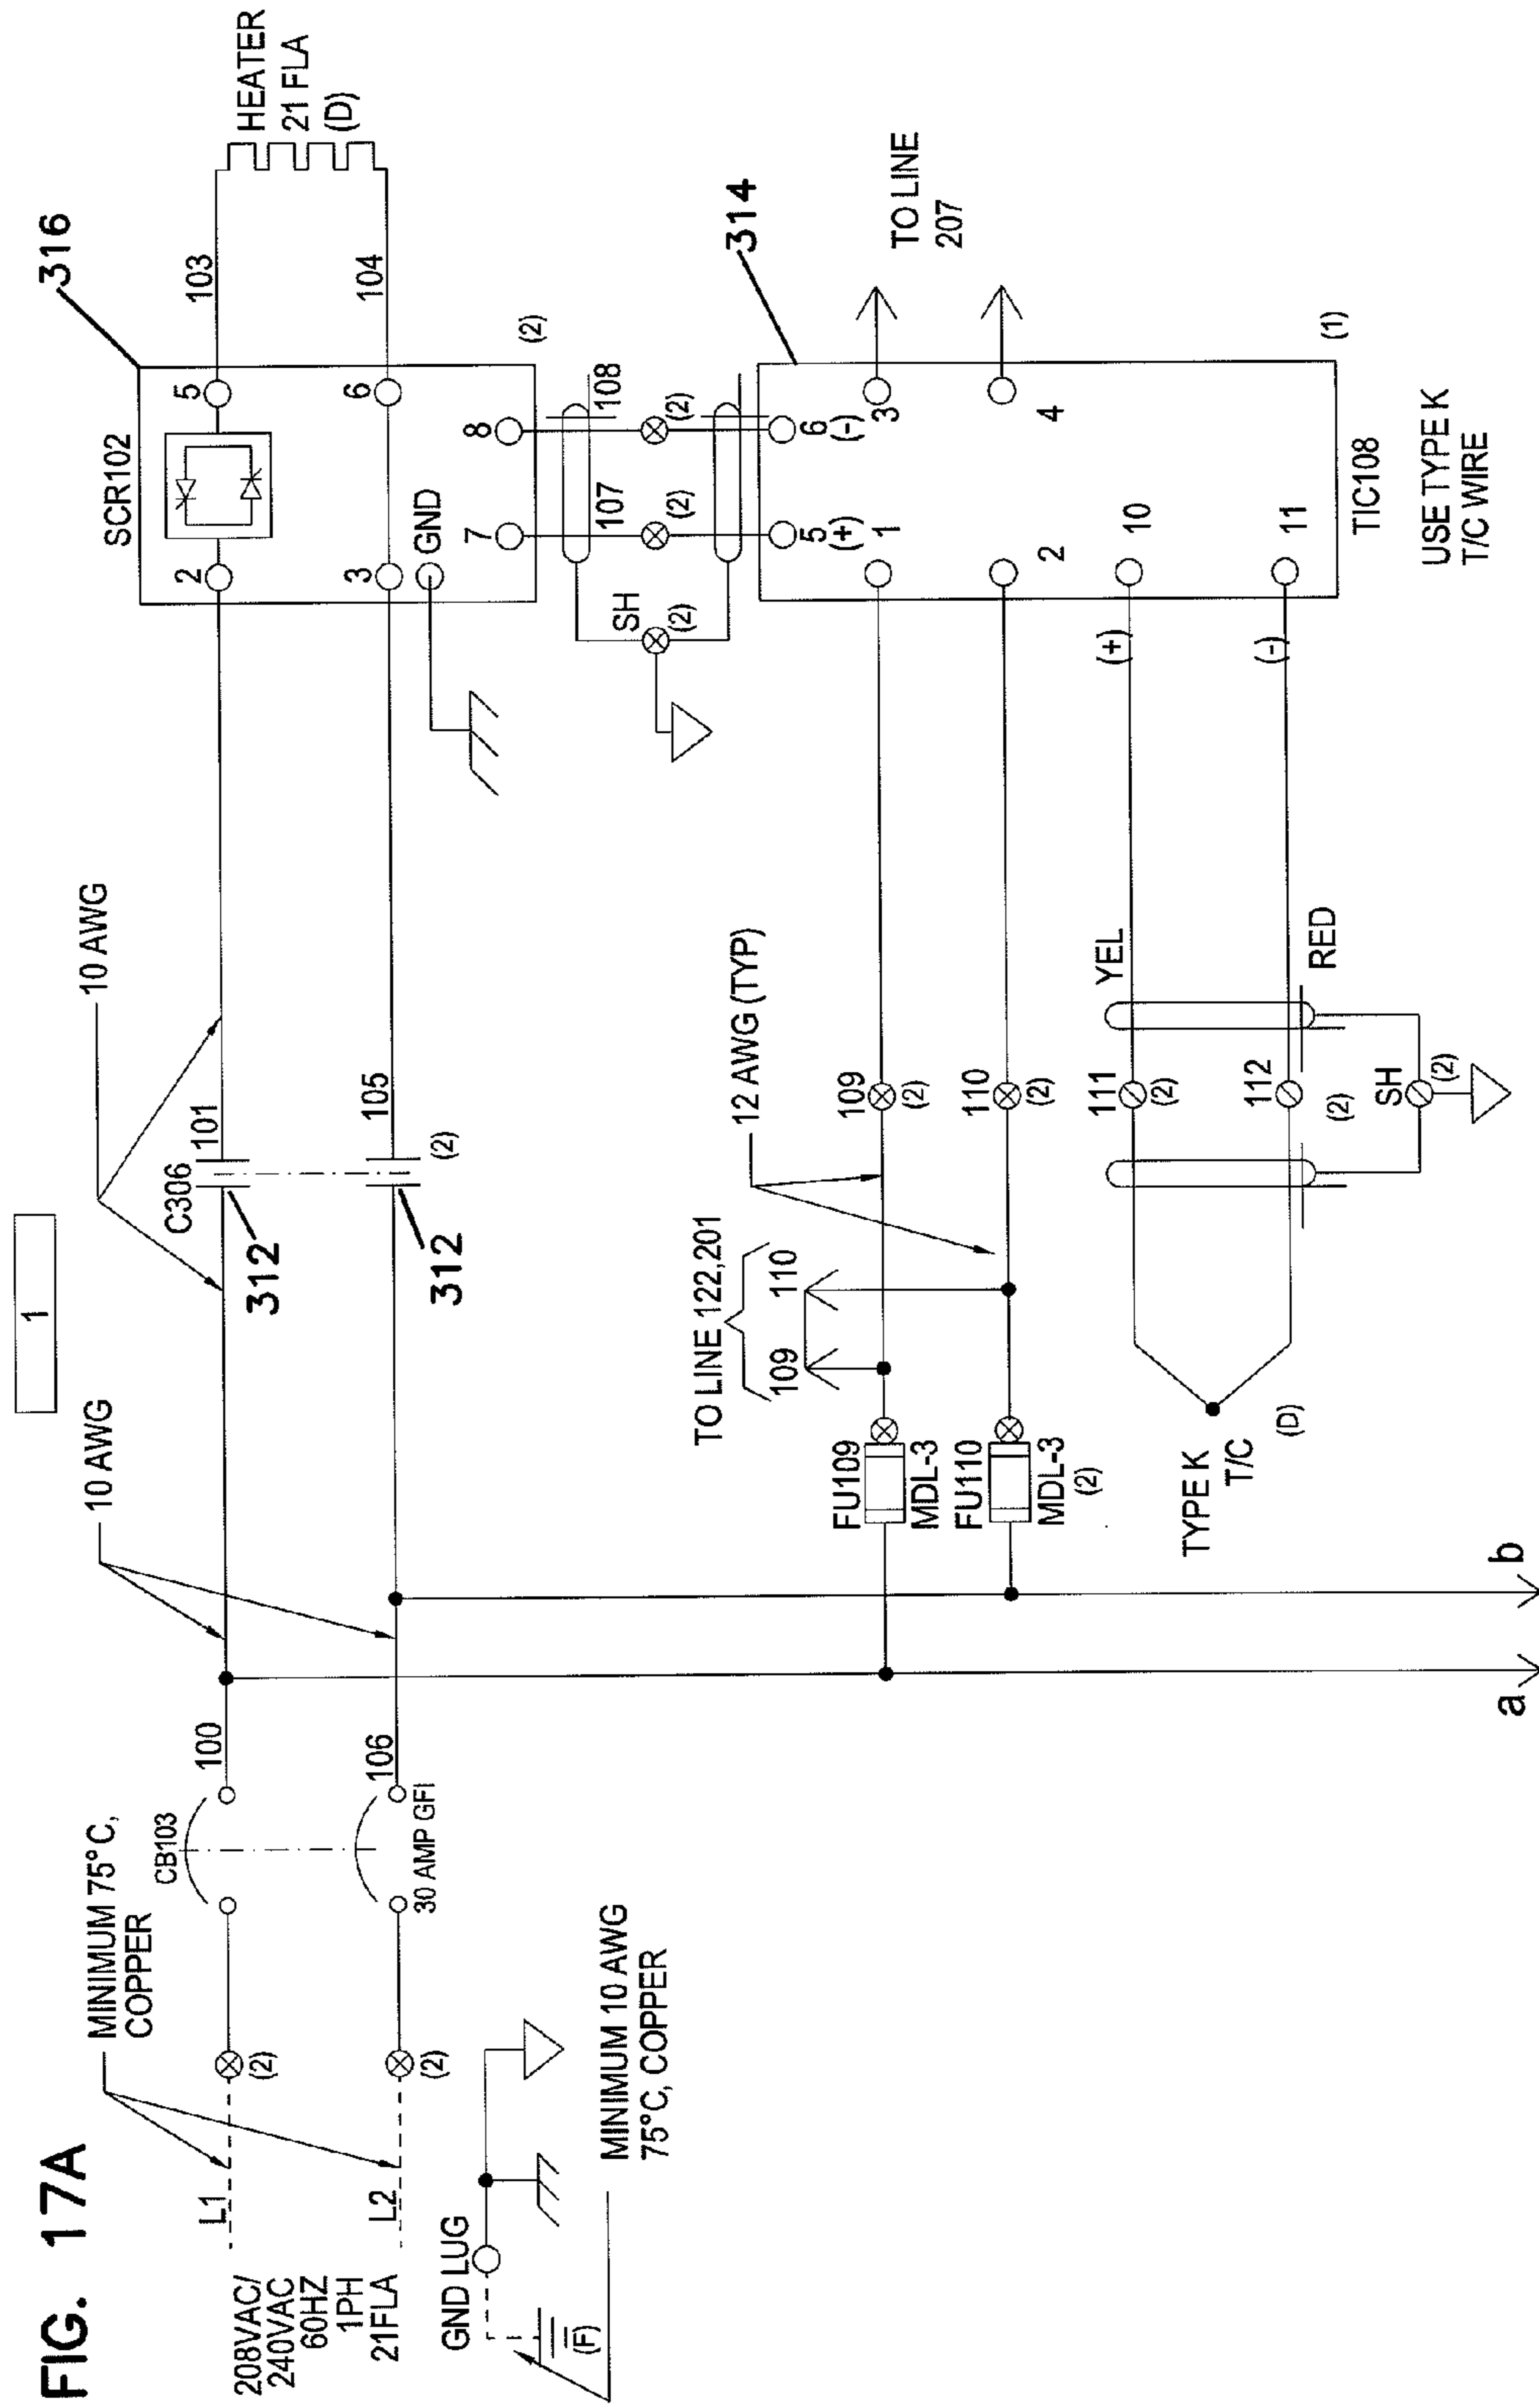 FIG. 17A
1
208VAC/
240VAC
60HZ
1PH
21FLA
L1
L2
MINIMUM 75°C,
COPPER
(2)
(2)
CB103
30 AMP GFI
100
106
10 AWG
10 AWG
C306
101
105
(2)
312
312
SCR102
316
2
5
3
6
GND
7
8
(2)
103
104
HEATER
21 FLA
(D)
GND LUG
(F)
MINIMUM 10 AWG
75°C, COPPER
107
108
(2)
(2)
SH
(2)
314
5
(+)
6
(-)
1
3
2
4
10
11
TO LINE
207
(1)
TIC108
USE TYPE K
T/C WIRE
TO LINE 122,201
109
110
12 AWG (TYP)
FU109
MDL-3
FU110
MDL-3
(2)
109
(2)
110
(2)
TYPE K
T/C
(D)
111
(2)
112
(2)
YEL
RED
(+)
(-)
SH
(2)
a
b